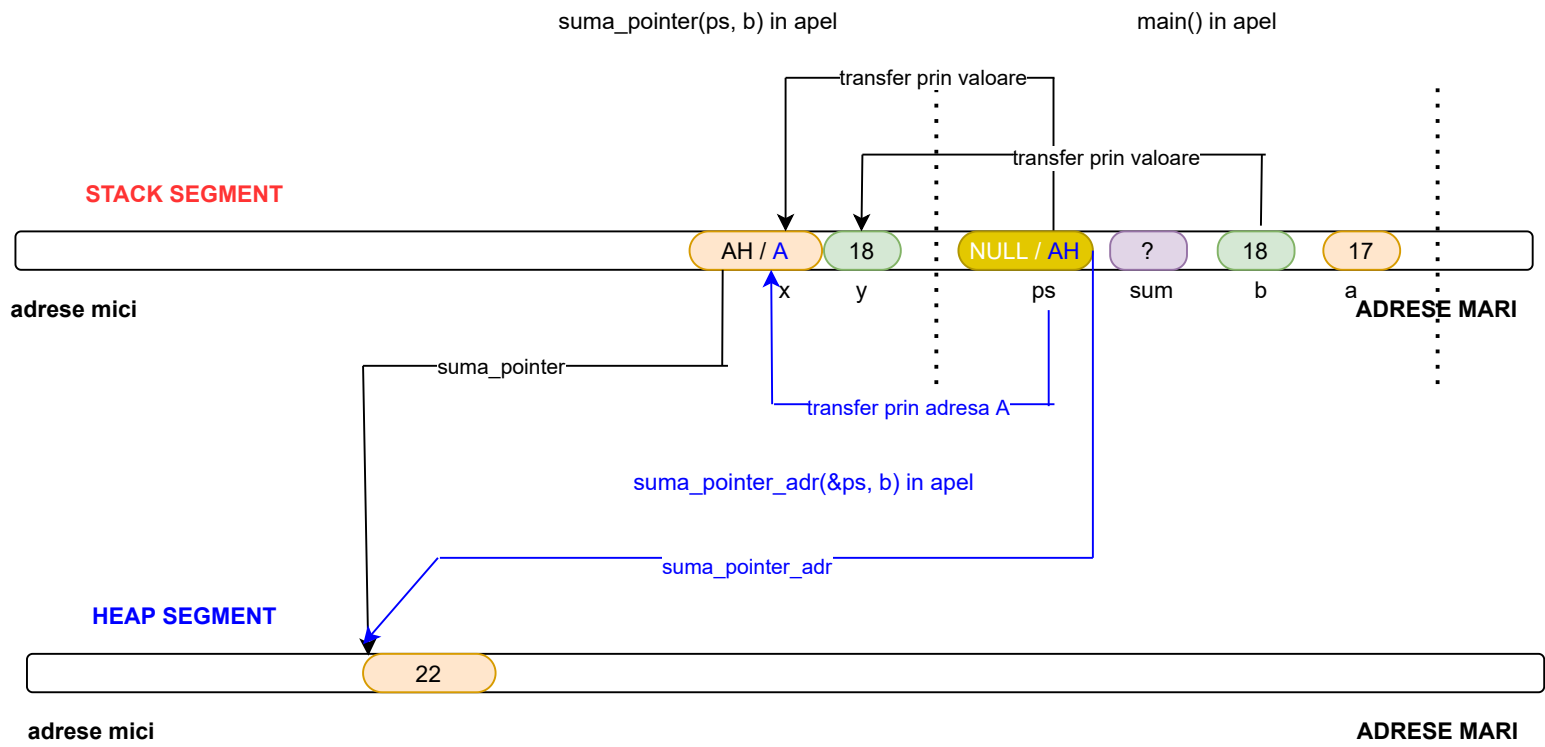 suma_pointer(ps, b) in apel
main() in apel
transfer prin valoare
transfer prin valoare
STACK SEGMENT
AH / A
18
NULL / AH
?
18
17
x
y
ps
sum
b
a
adrese mici
ADRESE MARI
suma_pointer
transfer prin adresa A
suma_pointer_adr(&ps, b) in apel
suma_pointer_adr
HEAP SEGMENT
22
adrese mici
ADRESE MARI